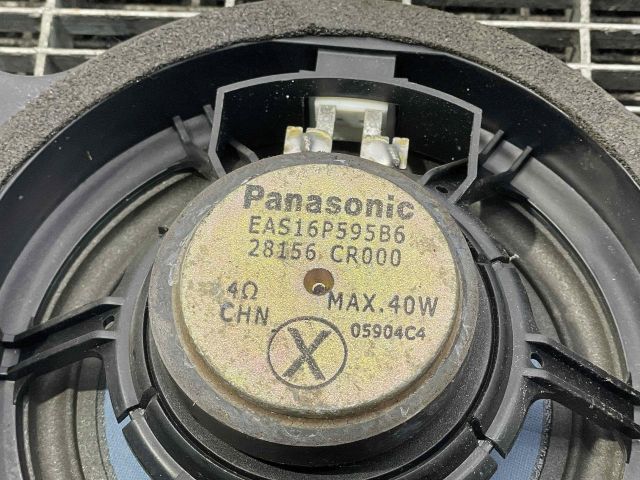 Panasonic
EAS16P595B6
28156 CR000
4Ω MAX.40W
CHN 05904C4
X